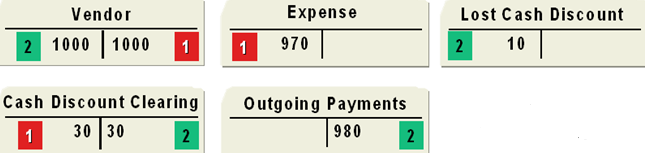 Vendor
2 1000 1000 1
Expense
1 970
Lost Cash Discount
2 10
Cash Discount Clearing
1 30 30 2
Outgoing Payments
980 2